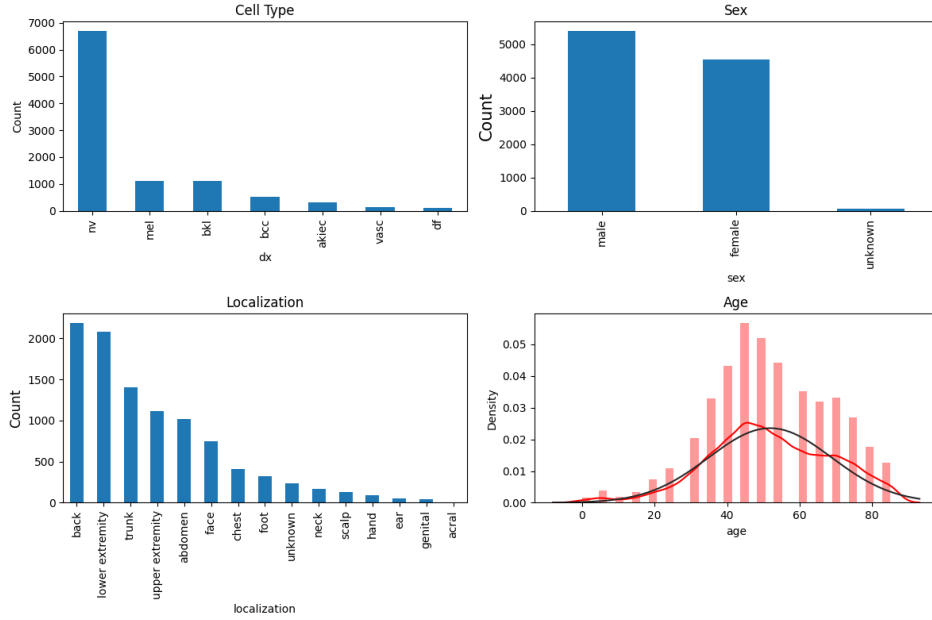 Cell Type
7000
6000
5000
4000
3000
2000
1000
0
Count
nv
mel
bkl
bcc
akiec
vasc
df
dx
Sex
5000
4000
3000
2000
1000
0
Count
male
female
unknown
sex
Localization
2000
1500
1000
500
0
Count
back
lower extremity
trunk
upper extremity
abdomen
face
chest
foot
unknown
neck
scalp
hand
ear
genital
acral
localization
Age
0.05
0.04
0.03
0.02
0.01
0.00
Density
0
20
40
60
80
age